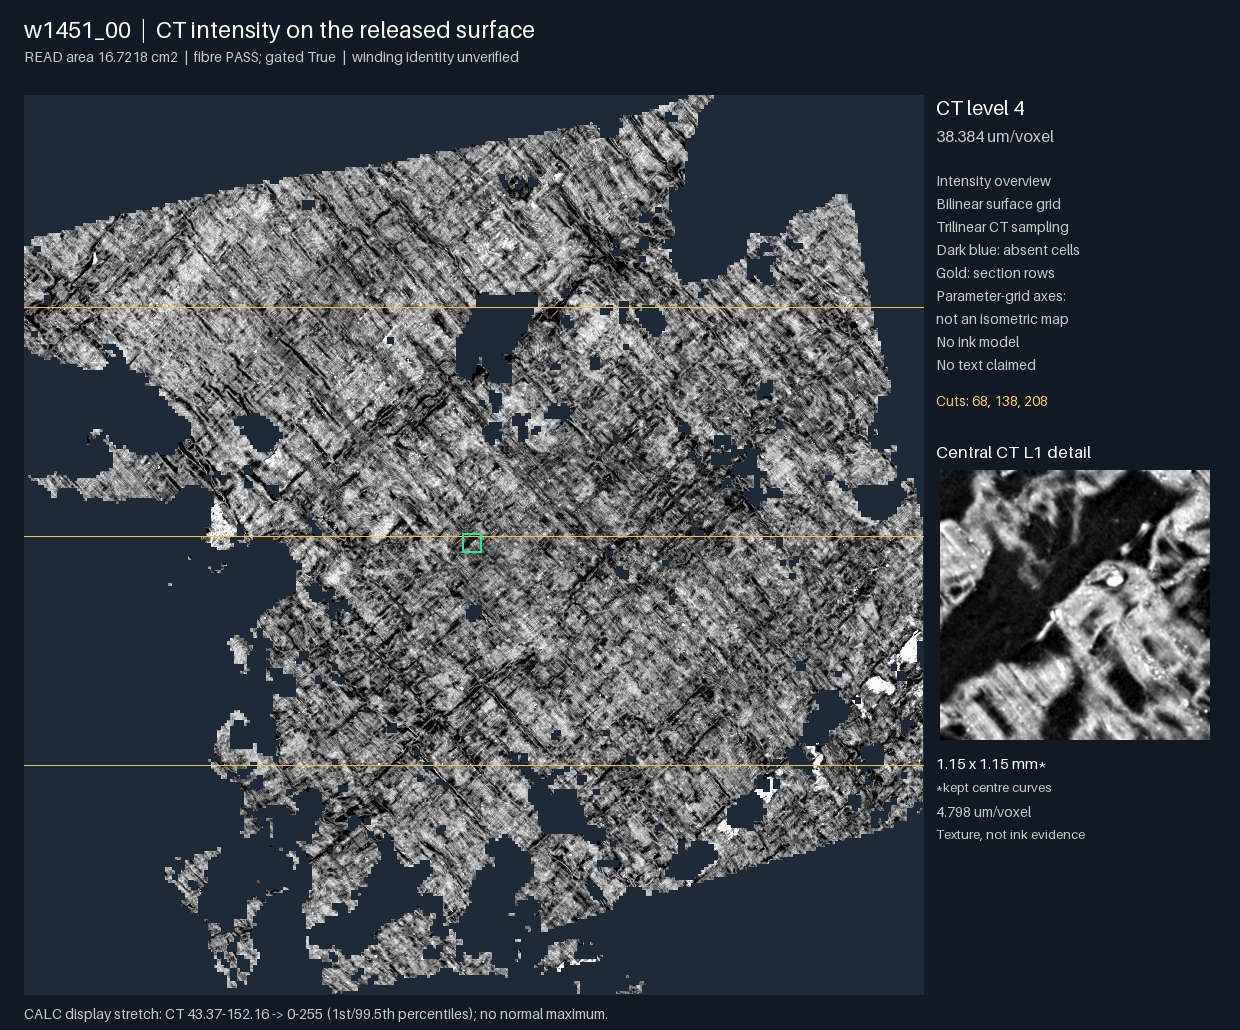 w1451_00 | CT intensity on the released surface
READ area 16.7218 cm2 | fibre PASS; gated True | winding identity unverified
CT level 4
38.384 um/voxel
Intensity overview
Bilinear surface grid
Trilinear CT sampling
Dark blue: absent cells
Gold: section rows
Parameter-grid axes:
not an isometric map
No ink model
No text claimed
Cuts: 68, 138, 208
Central CT L1 detail
1.15 x 1.15 mm*
*kept centre curves
4.798 um/voxel
Texture, not ink evidence
CALC display stretch: CT 43.37-152.16 -> 0-255 (1st/99.5th percentiles); no normal maximum.